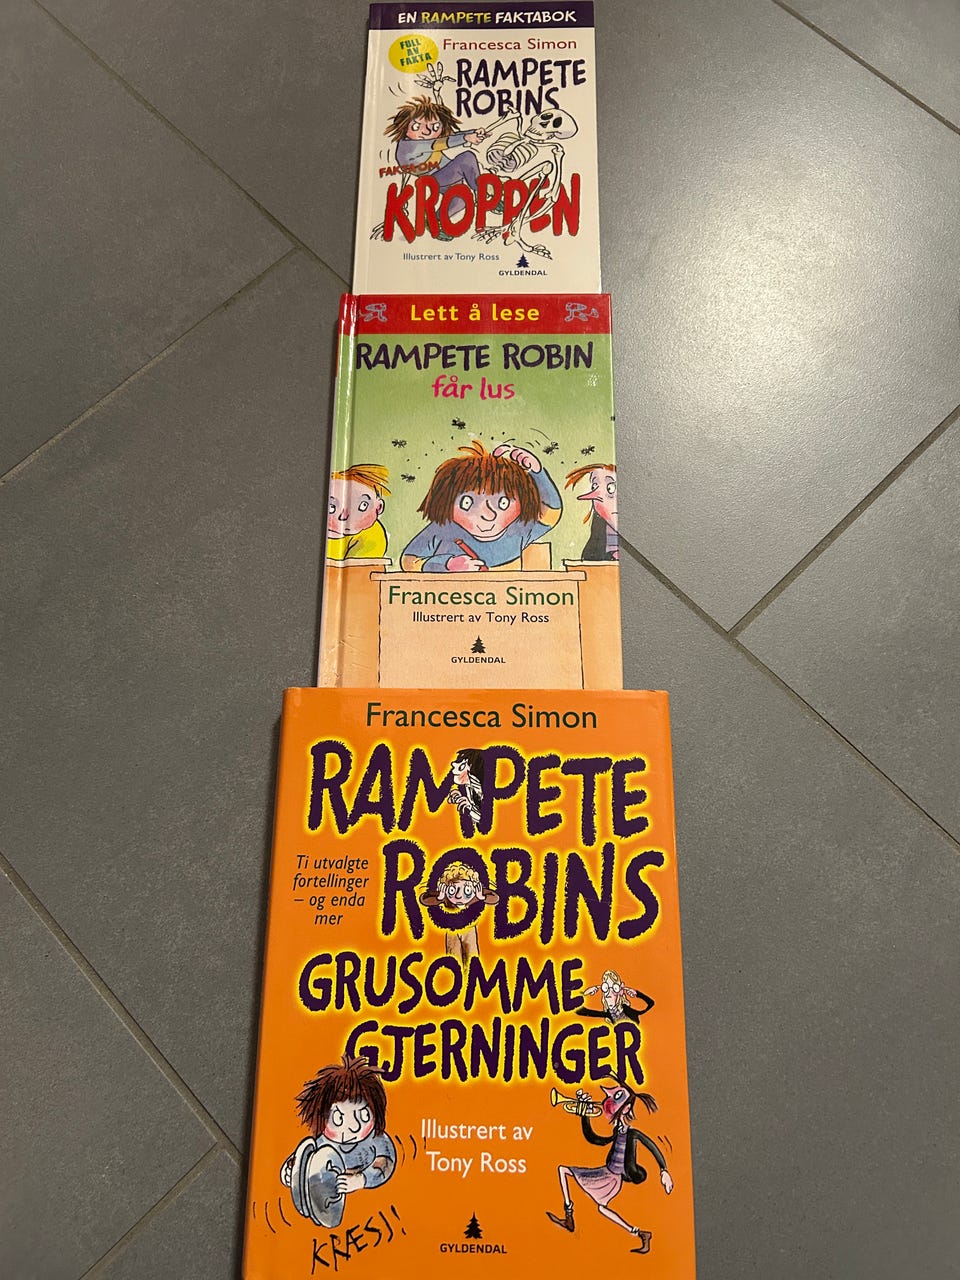 EN RAMPETE FAKTABOK
FULL
AV
FAKTA
Francesca Simon
RAMPETE
ROBINS
FAKTA OM
KROPPEN
Illustrert av Tony Ross
GYLDENDAL
Lett å lese
RAMPETE ROBIN
får lus
Francesca Simon
Illustrert av Tony Ross
GYLDENDAL
Francesca Simon
RAMPETE
ROBINS
Ti utvalgte
fortellinger
– og enda
mer
GRUSOMME
GJERNINGER
Illustrert av
Tony Ross
KRÆSJ!
GYLDENDAL